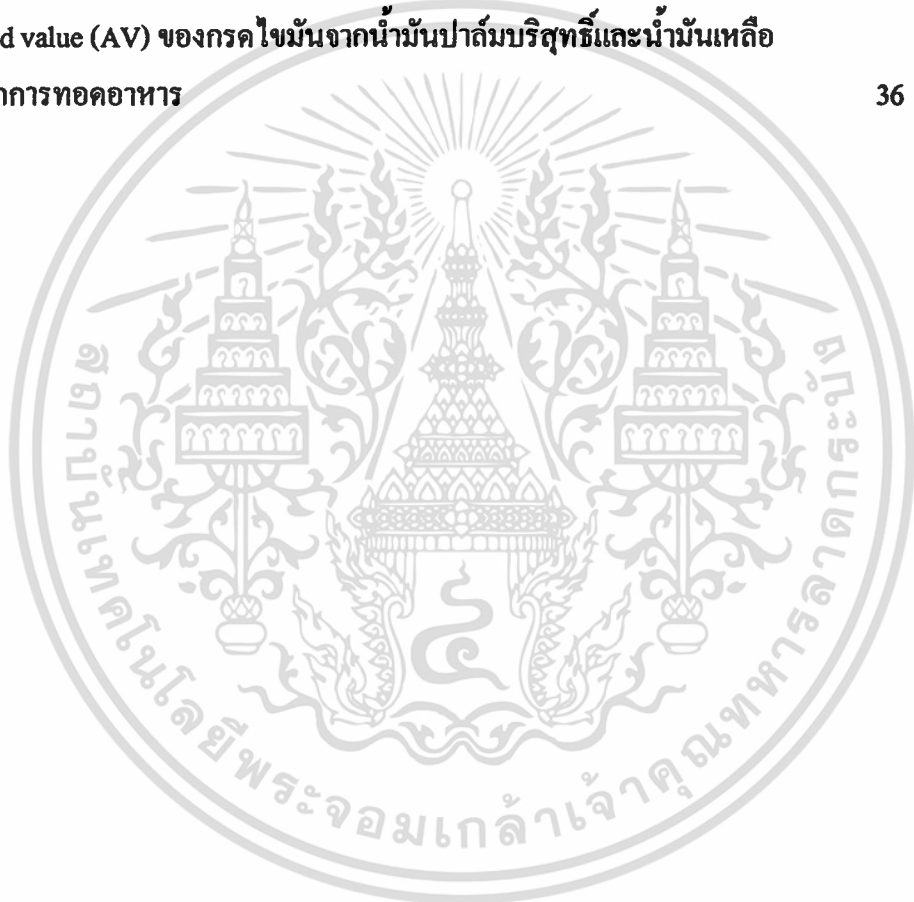 d value (AV) ของกรดไขมันจากน้ำมันปาล์มบริสุทธิ์และน้ำมันเหลือ
การทอดอาหาร 36
สถาบันเทคโนโลยีพระจอมเกล้าเจ้าคุณทหารลาดกระบัง